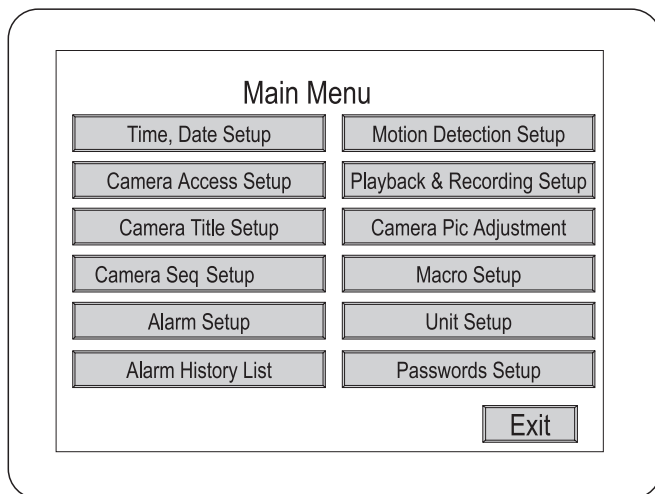 Main Menu
Time, Date Setup
Motion Detection Setup
Camera Access Setup
Playback & Recording Setup
Camera Title Setup
Camera Pic Adjustment
Camera Seq Setup
Macro Setup
Alarm Setup
Unit Setup
Alarm History List
Passwords Setup
Exit